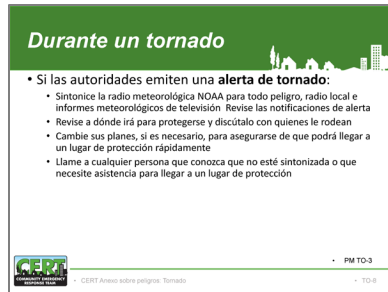 Durante un tornado
• Si las autoridades emiten una alerta de tornado:
• Sintonice la radio meteorológica NOAA para todo peligro, radio local e
informes meteorológicos de televisión Revise las notificaciones de alerta
• Revise a dónde irá para protegerse y discútalo con quienes le rodean
• Cambie sus planes, si es necesario, para asegurarse de que podrá llegar a
un lugar de protección rápidamente
• Llame a cualquier persona que conozca que no esté sintonizada o que
necesite asistencia para llegar a un lugar de protección
• PM TO-3
CERT
COMMUNITY EMERGENCY
RESPONSE TEAM
• CERT Anexo sobre peligros: Tornado
• TO-6